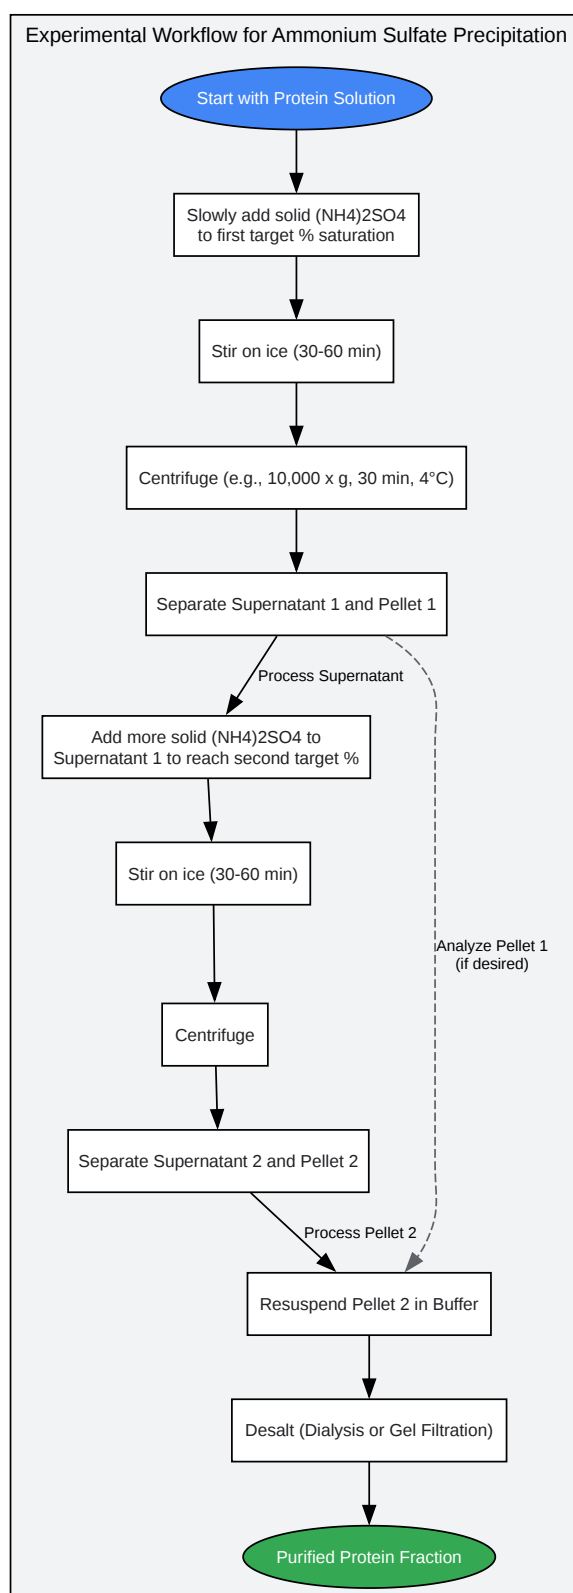 Experimental Workflow for Ammonium Sulfate Precipitation
Start with Protein Solution
Slowly add solid (NH4)2SO4
to first target % saturation
Stir on ice (30-60 min)
Centrifuge (e.g., 10,000 x g, 30 min, 4°C)
Separate Supernatant 1 and Pellet 1
Process Supernatant
Add more solid (NH4)2SO4 to
Supernatant 1 to reach second target %
Stir on ice (30-60 min)
Analyze Pellet 1
(if desired)
Centrifuge
Separate Supernatant 2 and Pellet 2
Process Pellet 2
Resuspend Pellet 2 in Buffer
Desalt (Dialysis or Gel Filtration)
Purified Protein Fraction